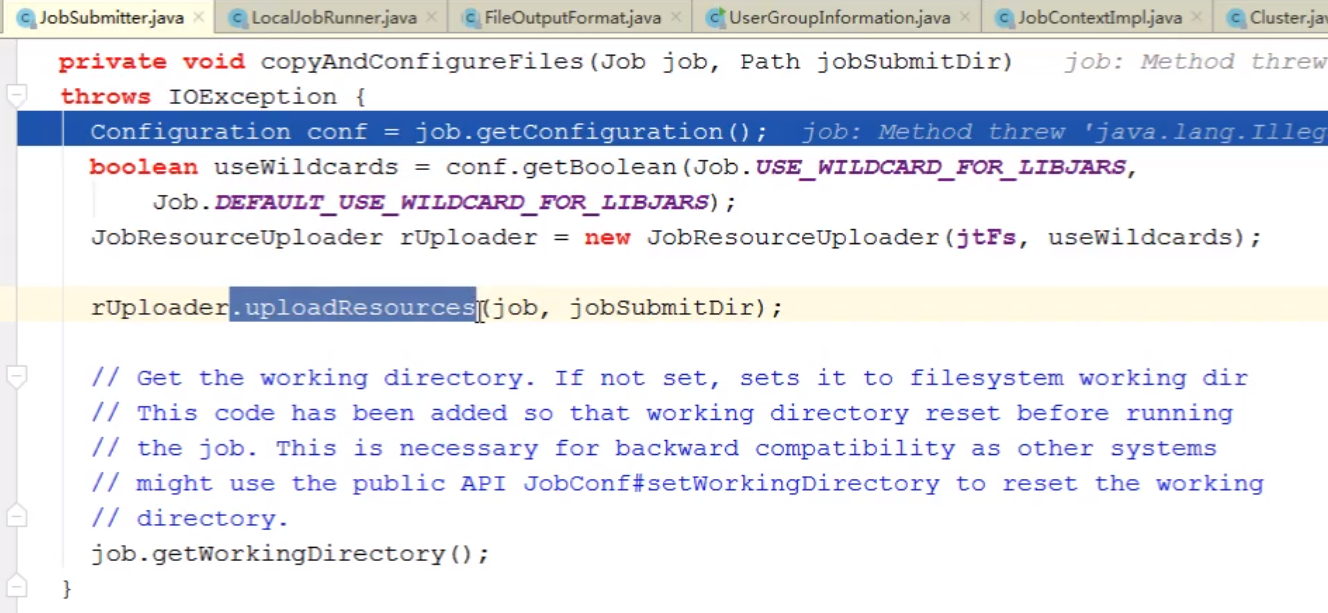 JobSubmitter.java LocalJobRunner.java FileOutputFormat.java UserGroupInformation.java JobContextImpl.java
private void copyAndConfigureFiles(Job job, Path jobSubmitDir) job: Method threw
throws IOException {
Configuration conf = job.getConfiguration(); job: Method threw
boolean useWildcards = conf.getBoolean(Job.USE_WILDCARD_FOR_LIBJARS,
Job.DEFAULT_USE_WILDCARD_FOR_LIBJARS);
JobResourceUploader rUploader = new JobResourceUploader(jtFs, useWildcards);
rUploader.uploadResources(job, jobSubmitDir);
// Get the working directory. If not set, sets it to filesystem working dir
// This code has been added so that working directory reset before running
// the job. This is necessary for backward compatibility as other systems
// might use the public API JobConf#setWorkingDirectory to reset the working
// directory.
job.getWorkingDirectory();
}